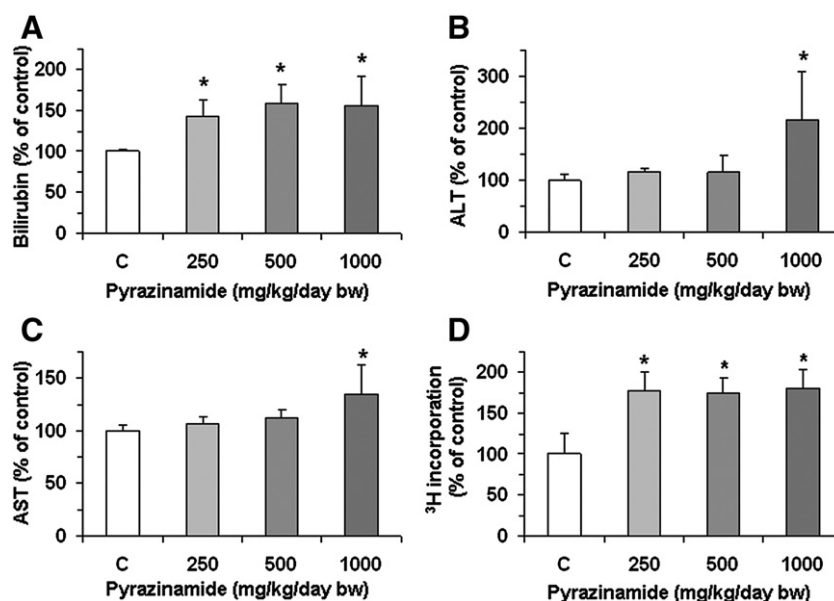 A
Bilirubin (% of control)
200
150
100
50
0
*
*
*
C 250 500 1000
Pyrazinamide (mg/kg/day bw)
B
ALT (% of control)
300
200
100
0
*
C 250 500 1000
Pyrazinamide (mg/kg/day bw)
C
AST (% of control)
150
100
50
0
*
C 250 500 1000
Pyrazinamide (mg/kg/day bw)
D
³H incorporation
(% of control)
200
150
100
50
0
*
*
*
C 250 500 1000
Pyrazinamide (mg/kg/day bw)